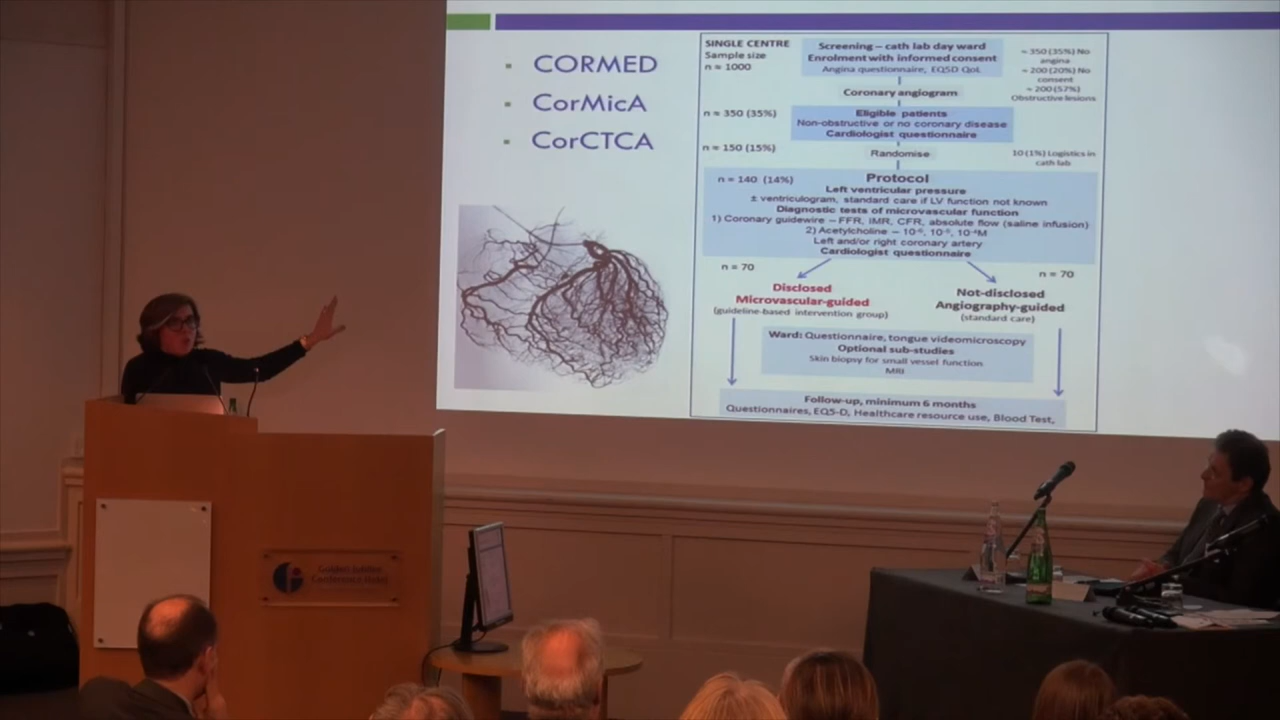 CORMED
CorMicA
CorCTCA
SINGLE CENTRE
Sample size
n ≈ 1000
Screening – cath lab day ward
Enrolment with informed consent
Angina questionnaire, EQ5D QoL
≈ 350 (35%) No
angina
≈ 200 (20%) No
consent
≈ 200 (57%)
Obstructive lesions
Coronary angiogram
n ≈ 350 (35%)
Eligible patients
Non-obstructive or no coronary disease
Cardiologist questionnaire
n ≈ 150 (15%)
Randomise
10 (1%) Logistics in
cath lab
n = 140 (14%)
Protocol
Left ventricular pressure
± ventriculogram, standard care if LV function not known
Diagnostic tests of microvascular function
1) Coronary guidewire – FFR, IMR, CFR, absolute flow (saline infusion)
2) Acetylcholine –
Left and/or right coronary artery
Cardiologist questionnaire
n = 70
n = 70
Disclosed
Microvascular-guided
(guideline-based intervention group)
Not-disclosed
Angiography-guided
(standard care)
Ward: Questionnaire, tongue videomicroscopy
Optional sub-studies
Skin biopsy for small vessel function
MRI
Follow-up, minimum 6 months
Questionnaires, EQ5-D, Healthcare resource use, Blood Test,
Golden Jubilee
Conference Hotel